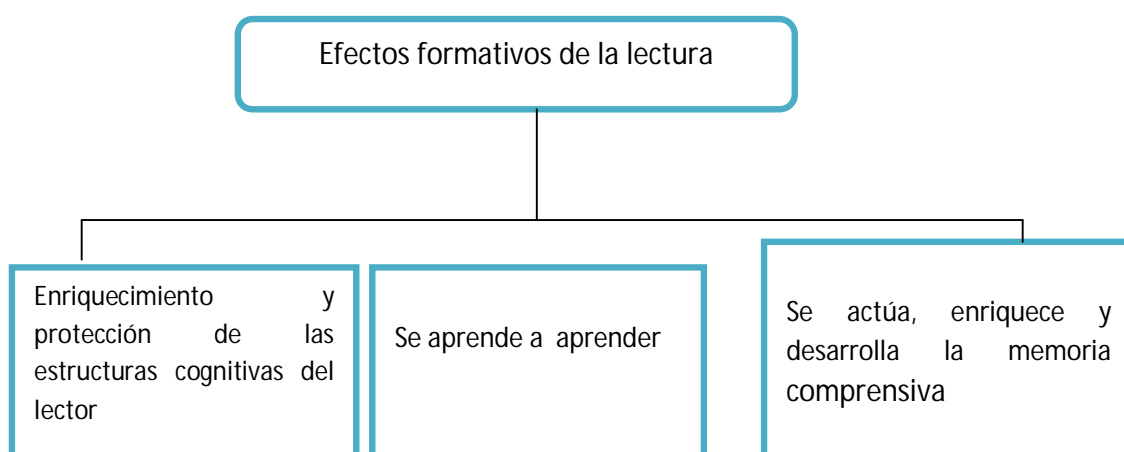 Efectos formativos de la lectura
Enriquecimiento y
protección de las
estructuras cognitivas del
lector
Se aprende a aprender
Se actúa, enriquece y
desarrolla la memoria
comprensiva